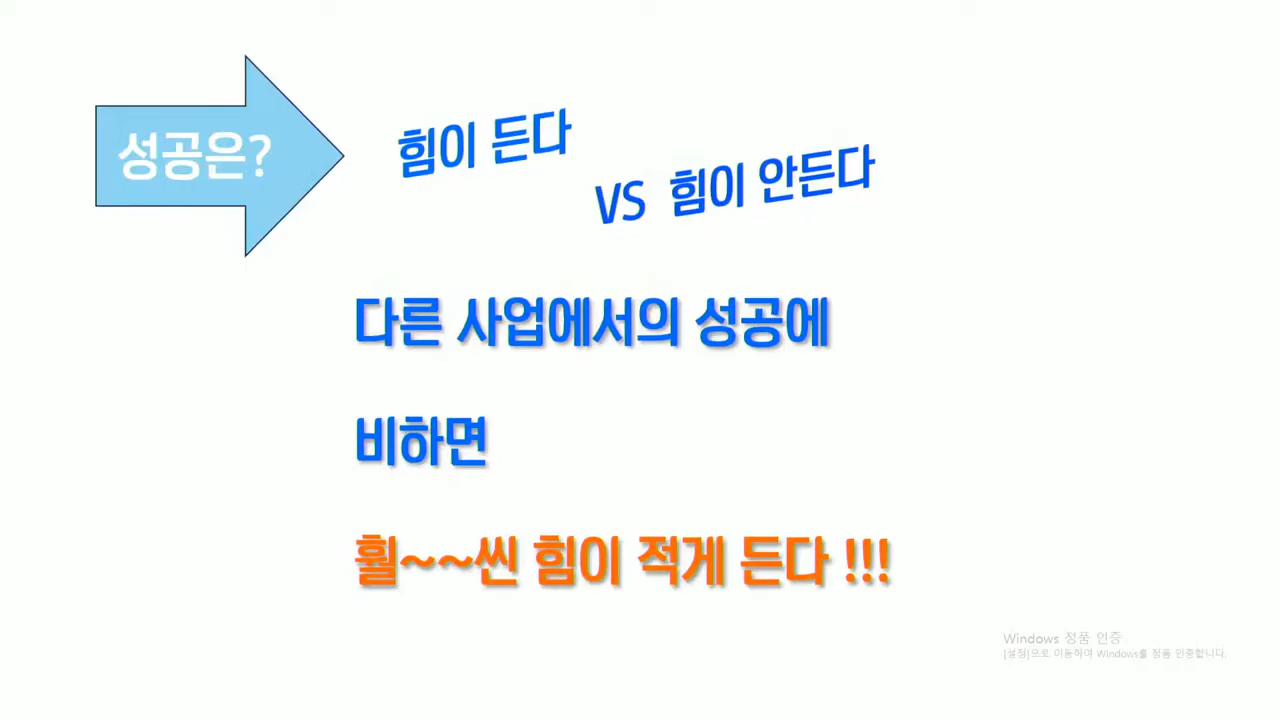 성공은?
힘이 든다
VS 힘이 안든다
다른 사업에서의 성공에
비하면
훨~~씬 힘이 적게 든다 !!!
Windows 정품 인증
[설정]으로 이동하여 Windows를 정품 인증합니다.